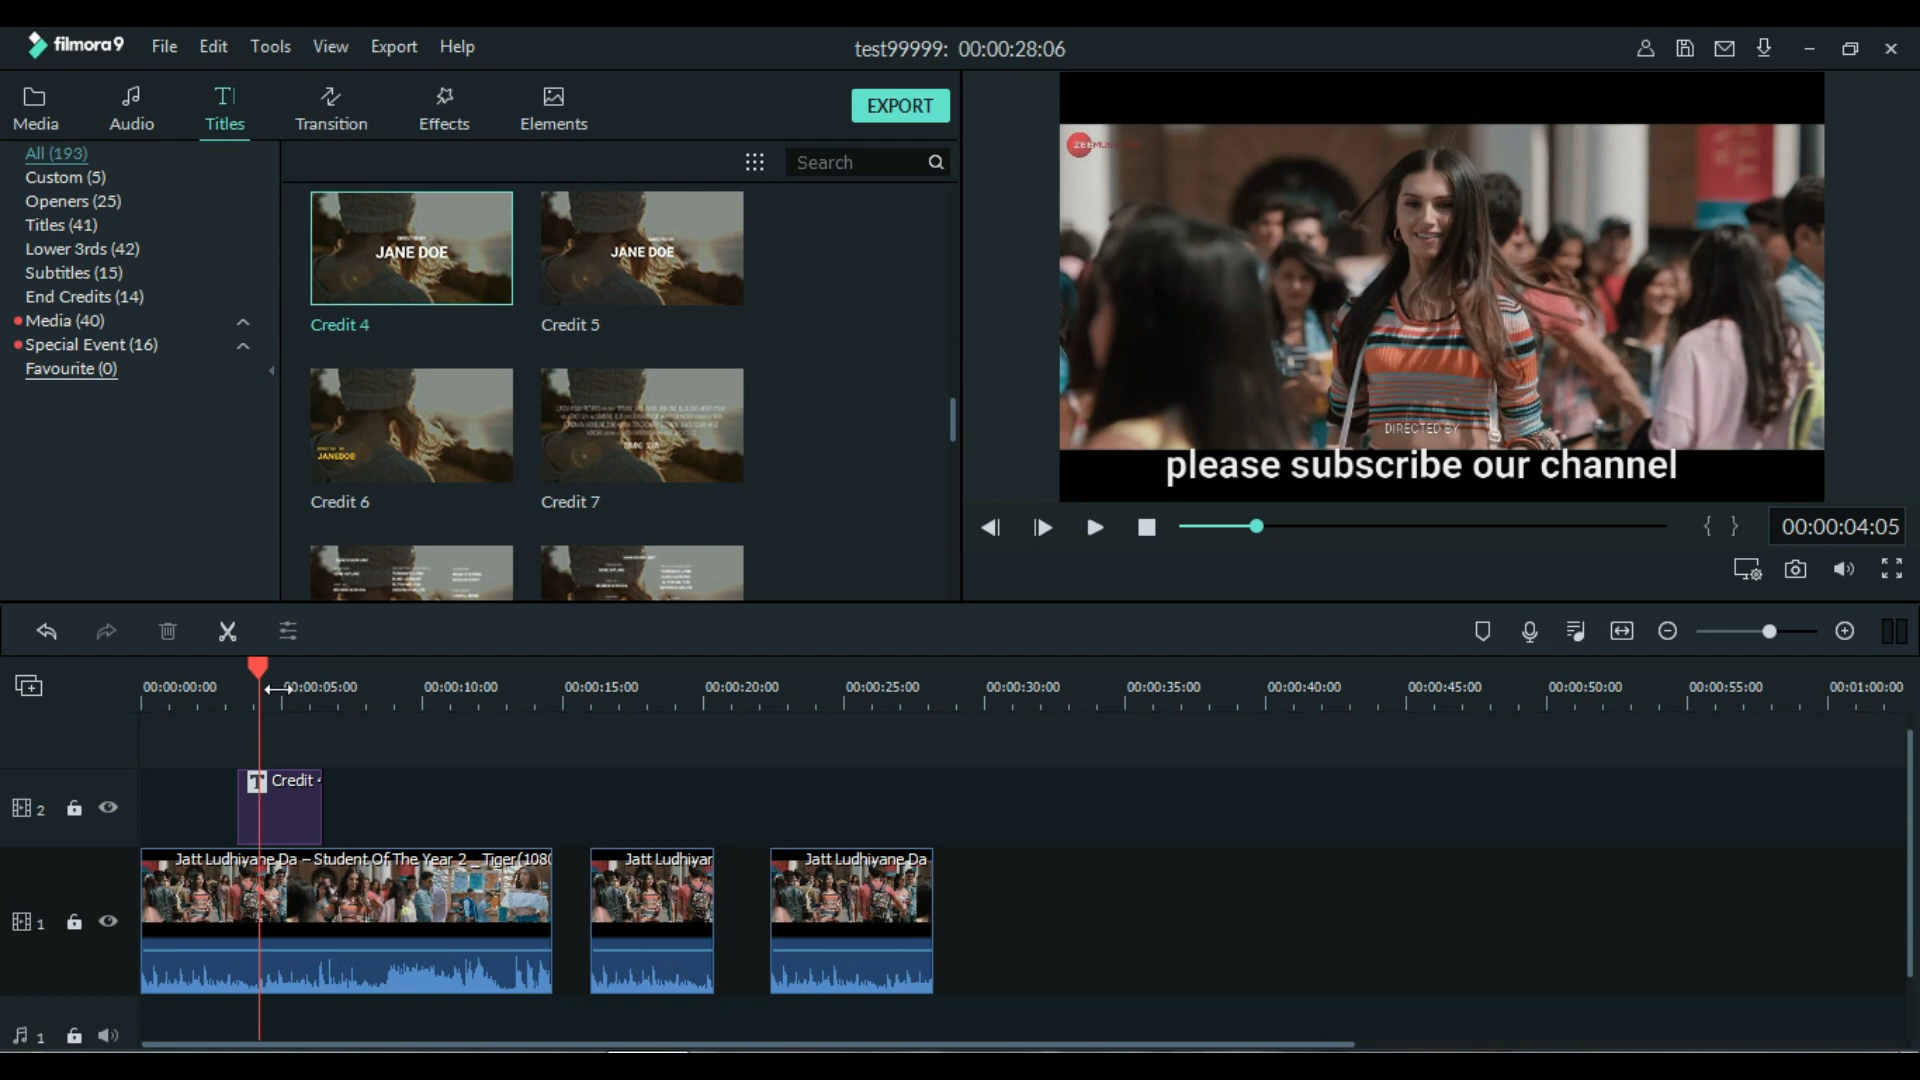 filmora9 File Edit Tools View Export Help
test99999: 00:00:28:06
Media Audio Titles Transition Effects Elements
EXPORT
All (193)
Custom (5)
Openers (25)
Titles (41)
Lower 3rds (42)
Subtitles (15)
End Credits (14)
Media (40)
Special Event (16)
Favourite (0)
Search
JANE DOE
JANE DOE
Credit 4 Credit 5
JANEDOE
Credit 6 Credit 7
DIRECTED BY
please subscribe our channel
{ } 00:00:04:05
00:00:00:00 00:00:05:00 00:00:10:00 00:00:15:00 00:00:20:00 00:00:25:00 00:00:30:00 00:00:35:00 00:00:40:00 00:00:45:00 00:00:50:00 00:00:55:00 00:01:00:00
T Credit
2
Jatt Ludhiyane Da – Student Of The Year 2 _ Tiger(108 Jatt Ludhiyar Jatt Ludhiyane Da
1
1